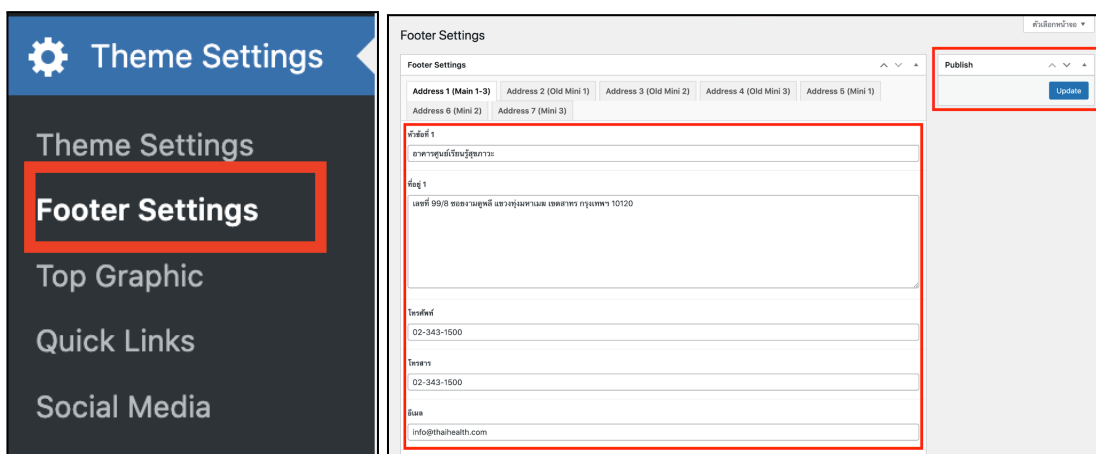 Theme Settings
Theme Settings
Footer Settings
Top Graphic
Quick Links
Social Media
ตัวเลือกหน้าจอ
Footer Settings
Footer Settings
Address 1 (Main 1-3) Address 2 (Old Mini 1) Address 3 (Old Mini 2) Address 4 (Old Mini 3) Address 5 (Mini 1)
Address 6 (Mini 2) Address 7 (Mini 3)
หัวข้อที่ 1
อาคารศูนย์เรียนรู้สุขภาวะ
ที่อยู่ 1
เลขที่ 99/8 ซอยงามดูพลี แขวงทุ่งมหาเมฆ เขตสาทร กรุงเทพฯ 10120
โทรศัพท์
02-343-1500
โทรสาร
02-343-1500
อีเมล
info@thaihealth.com
Publish
Update